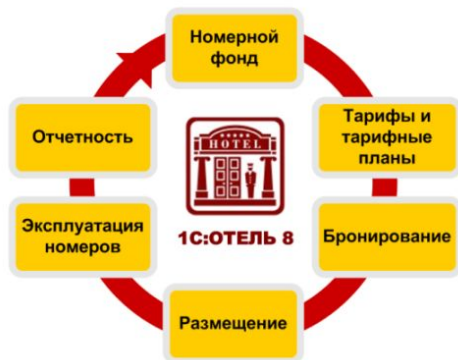 Номерной
фонд
Тарифы и
тарифные
планы
Бронирование
Размещение
Эксплуатация
номеров
Отчетность
HOTEL
1С:ОТЕЛЬ 8